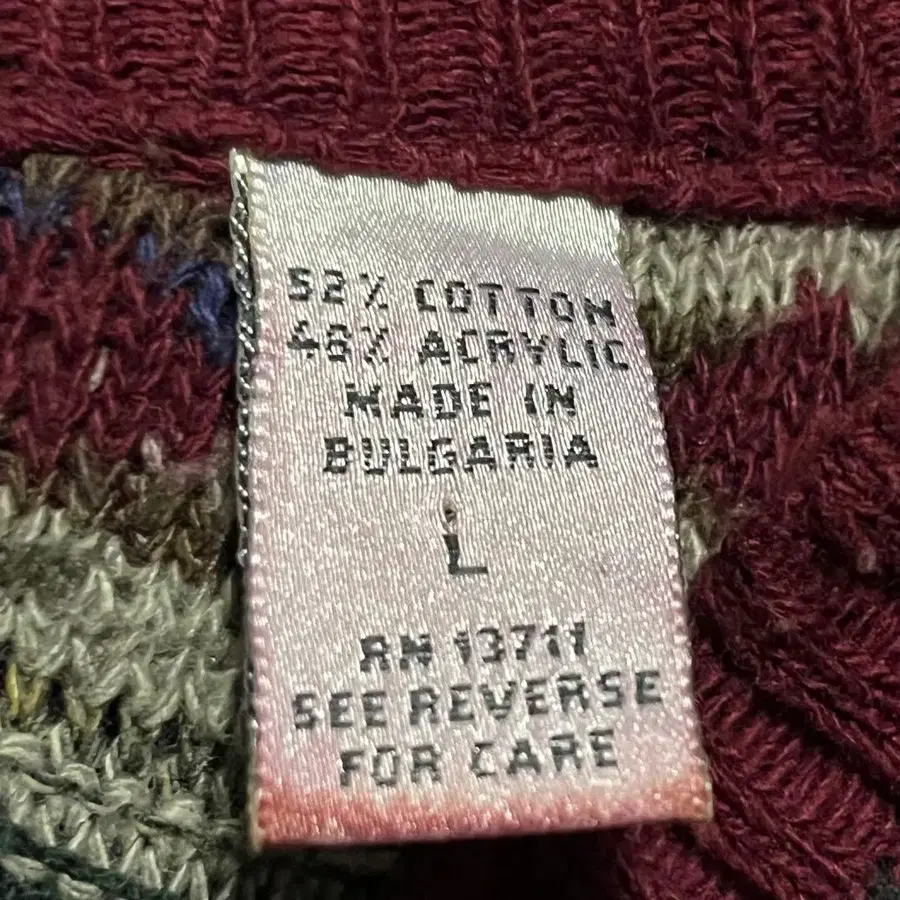 52% COTTON
48% ACRYLIC
MADE IN
BULGARIA
L
RN 13711
SEE REVERSE
FOR CARE